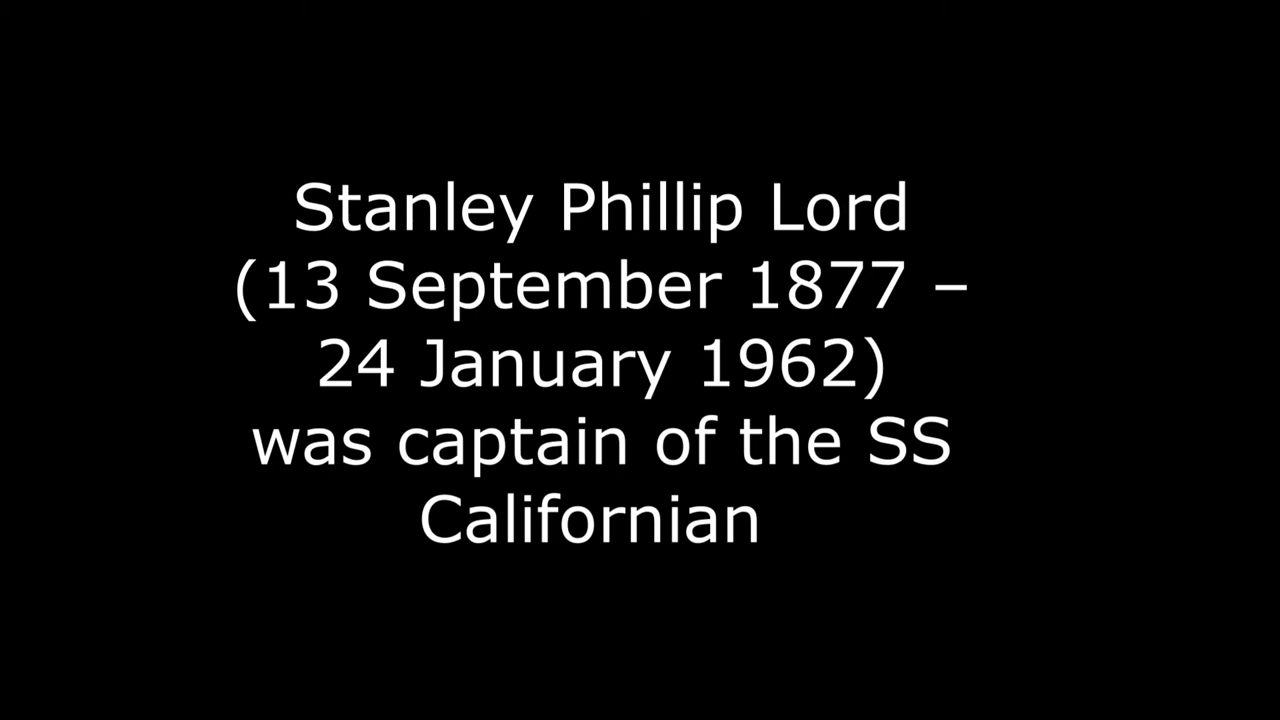 Stanley Phillip Lord
(13 September 1877 –
24 January 1962)
was captain of the SS
Californian